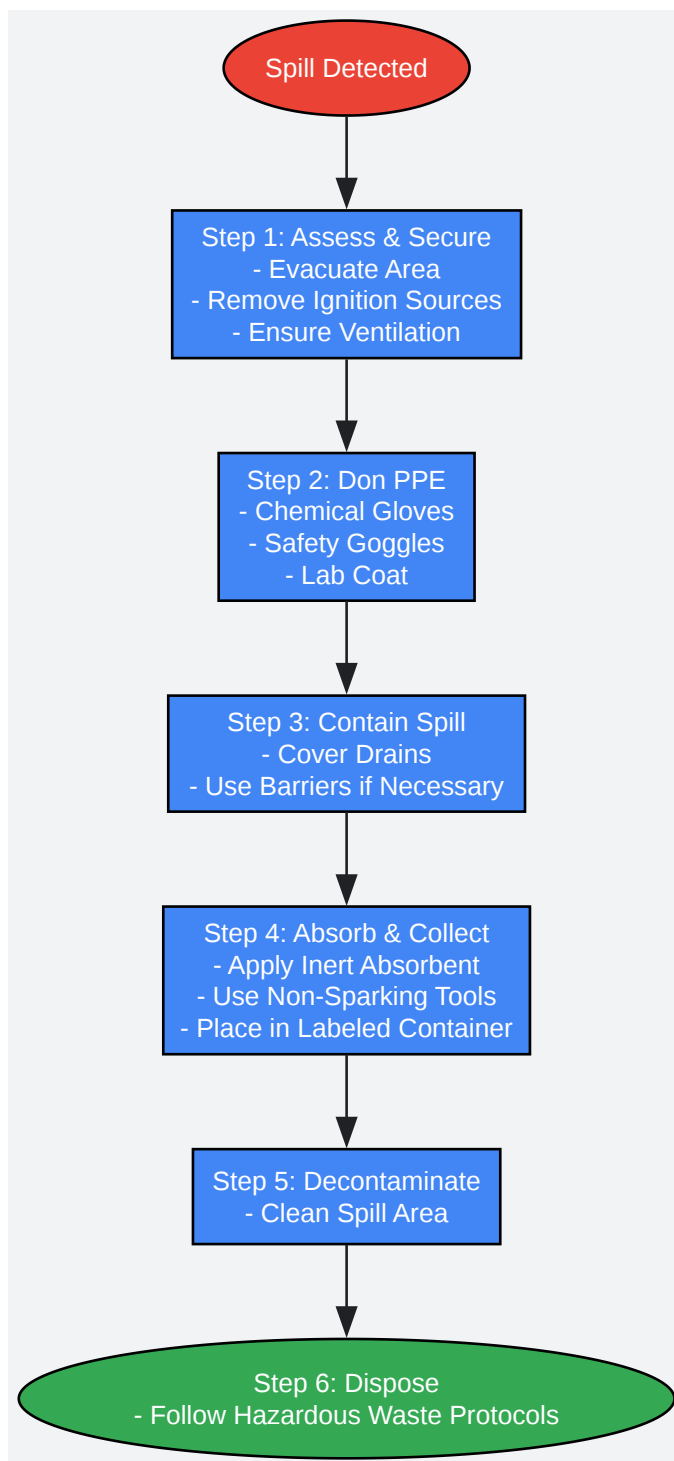 Spill Detected
Step 1: Assess & Secure
- Evacuate Area
- Remove Ignition Sources
- Ensure Ventilation
Step 2: Don PPE
- Chemical Gloves
- Safety Goggles
- Lab Coat
Step 3: Contain Spill
- Cover Drains
- Use Barriers if Necessary
Step 4: Absorb & Collect
- Apply Inert Absorbent
- Use Non-Sparking Tools
- Place in Labeled Container
Step 5: Decontaminate
- Clean Spill Area
Step 6: Dispose
- Follow Hazardous Waste Protocols